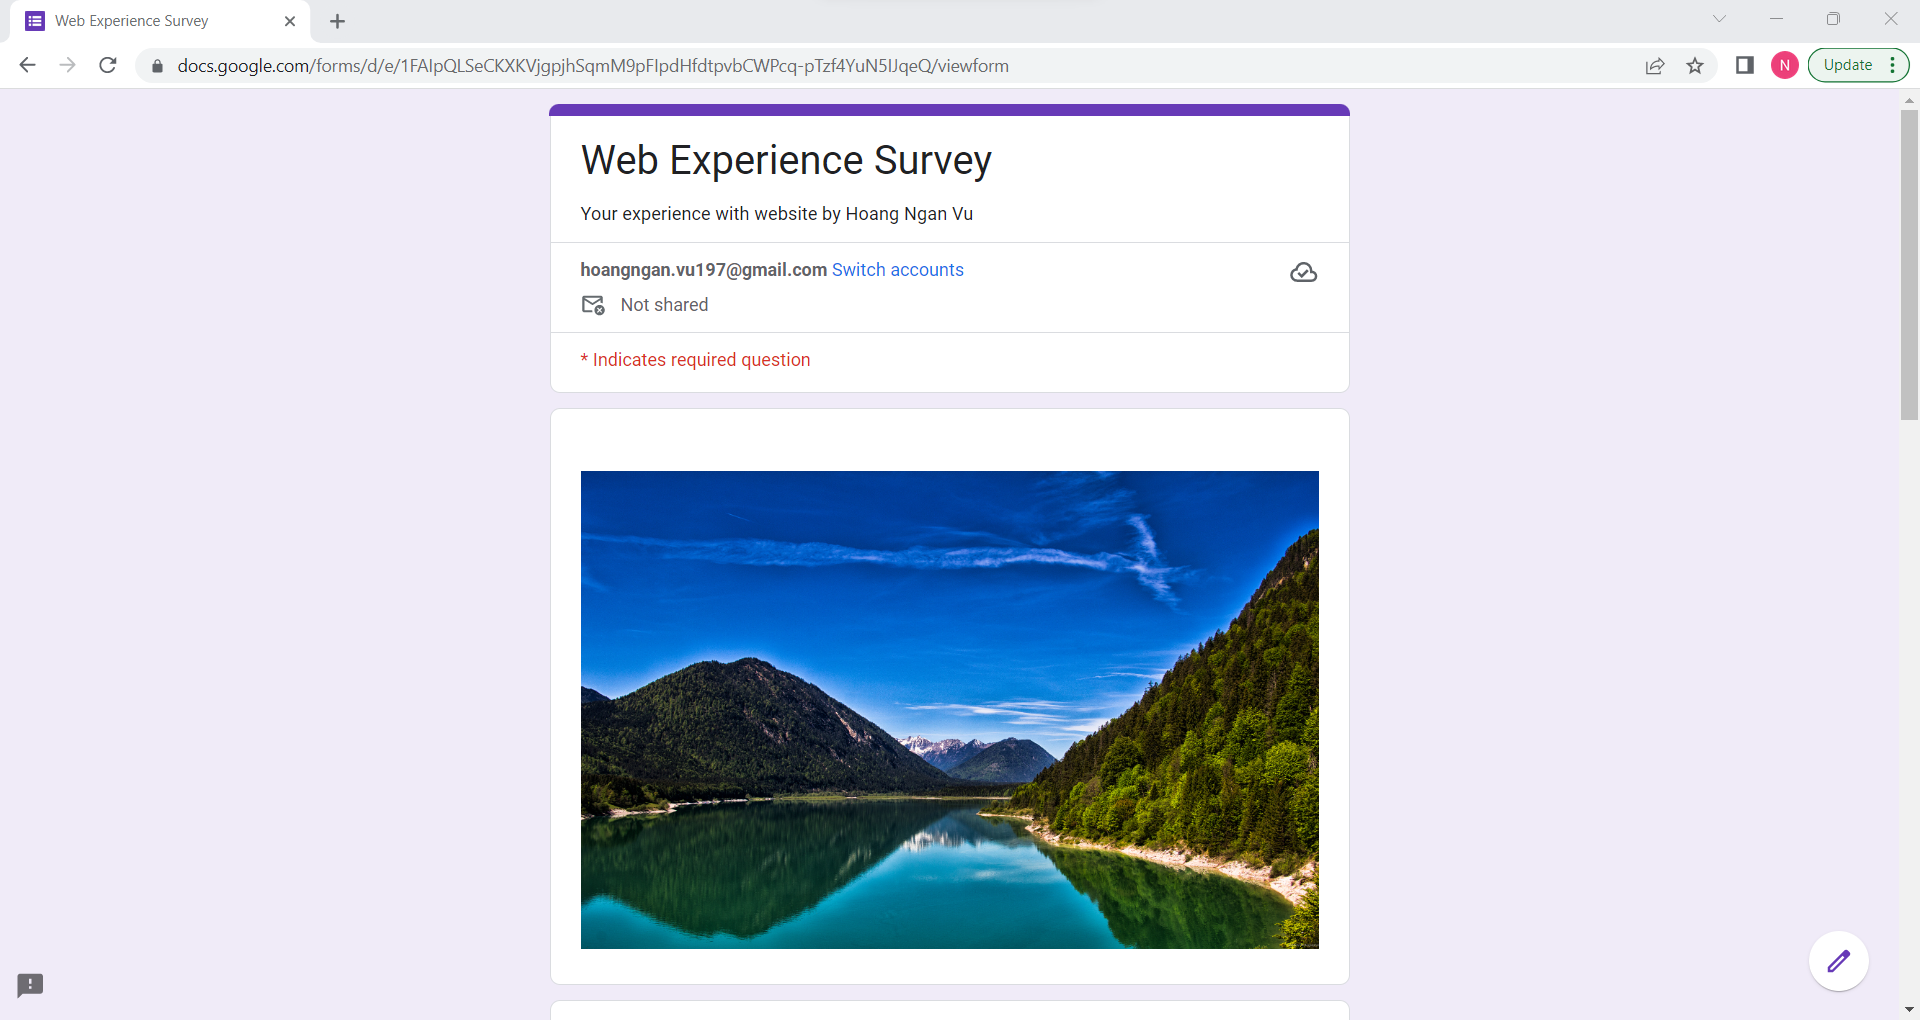 Web Experience Survey
docs.google.com/forms/d/e/1FAIpQLSeCKXKVjgpjhSqmM9pFIpdHfdtpvbCWPcq-pTzf4YuN5IJqeQ/viewform
N
Update
Web Experience Survey
Your experience with website by Hoang Ngan Vu
hoangngan.vu197@gmail.com Switch accounts
Not shared
* Indicates required question